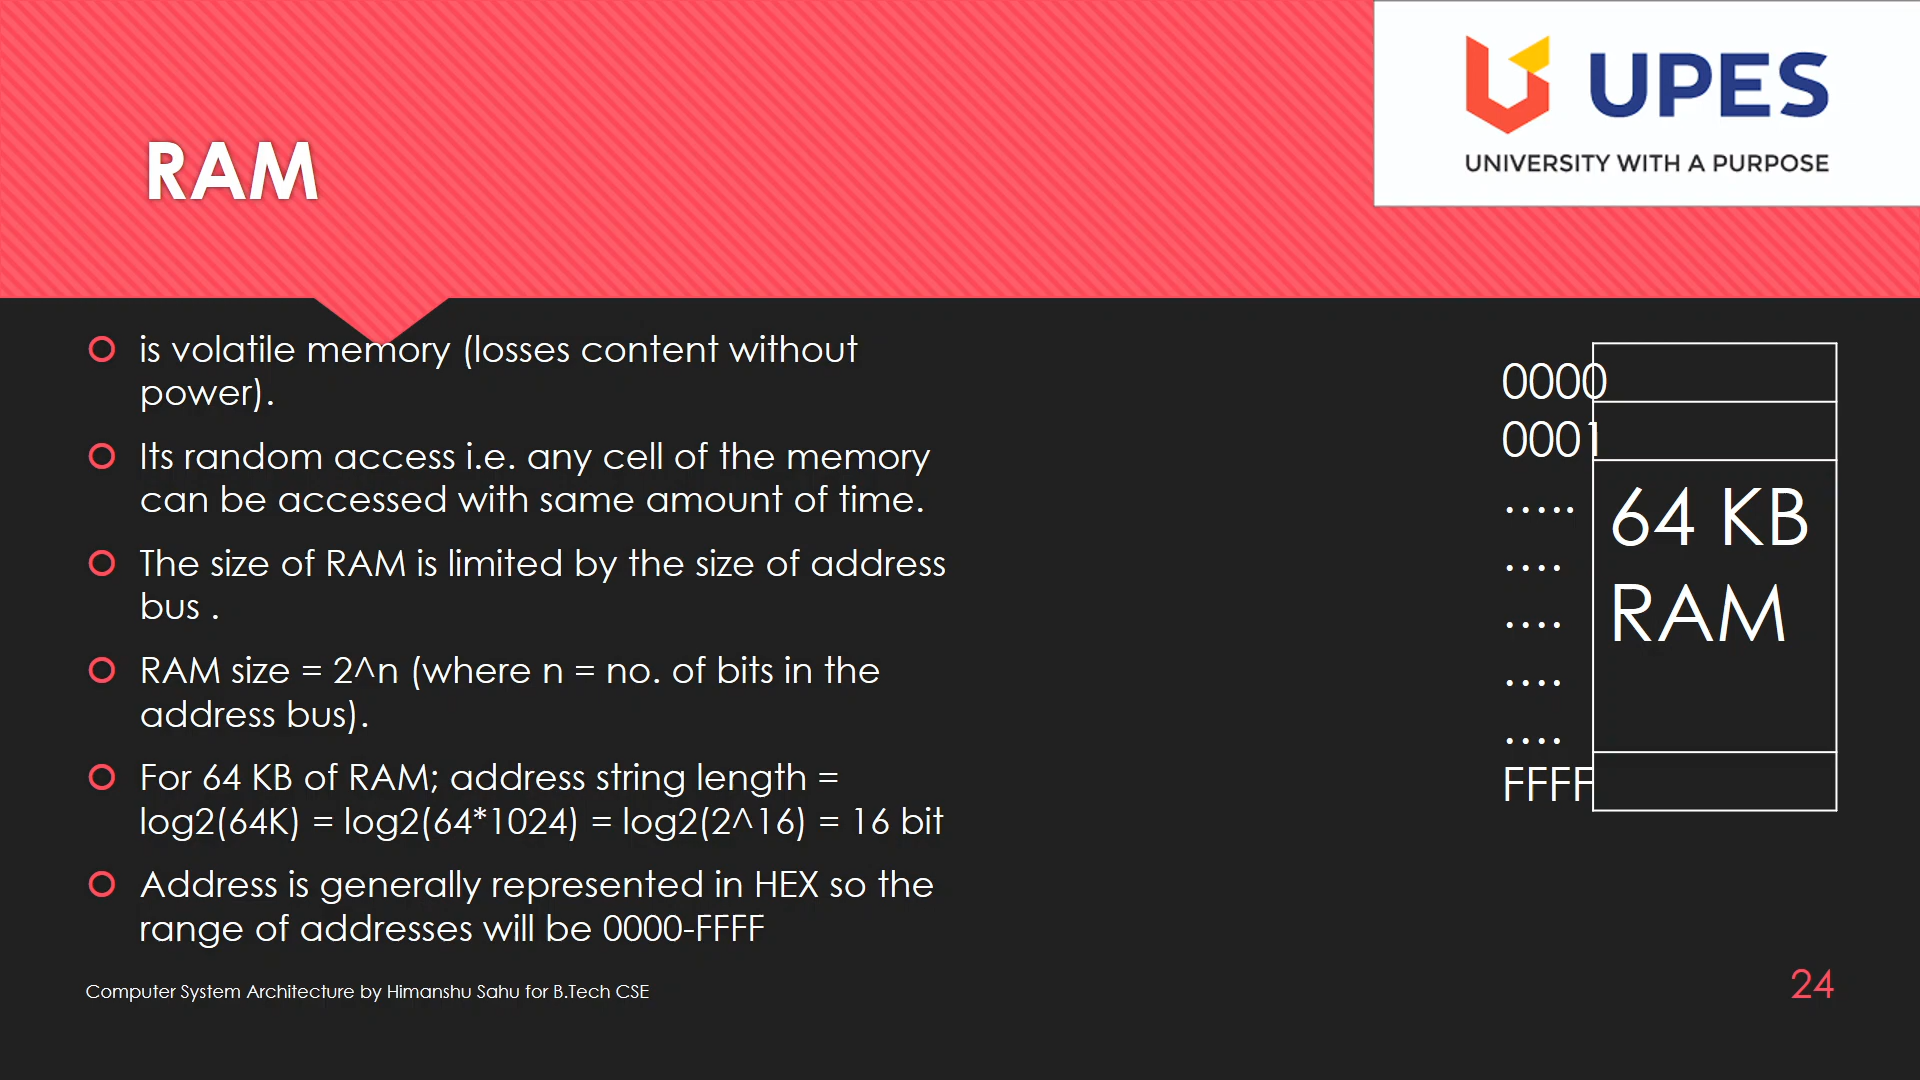 UPES
UNIVERSITY WITH A PURPOSE
RAM
is volatile memory (losses content without
power).
Its random access i.e. any cell of the memory
can be accessed with same amount of time.
The size of RAM is limited by the size of address
bus .
RAM size = 2^n (where n = no. of bits in the
address bus).
For 64 KB of RAM; address string length =
log2(64K) = log2(64*1024) = log2(2^16) = 16 bit
Address is generally represented in HEX so the
range of addresses will be 0000-FFFF
0000
0001
.....
....
....
....
....
FFFF
64 KB
RAM
Computer System Architecture by Himanshu Sahu for B.Tech CSE
24